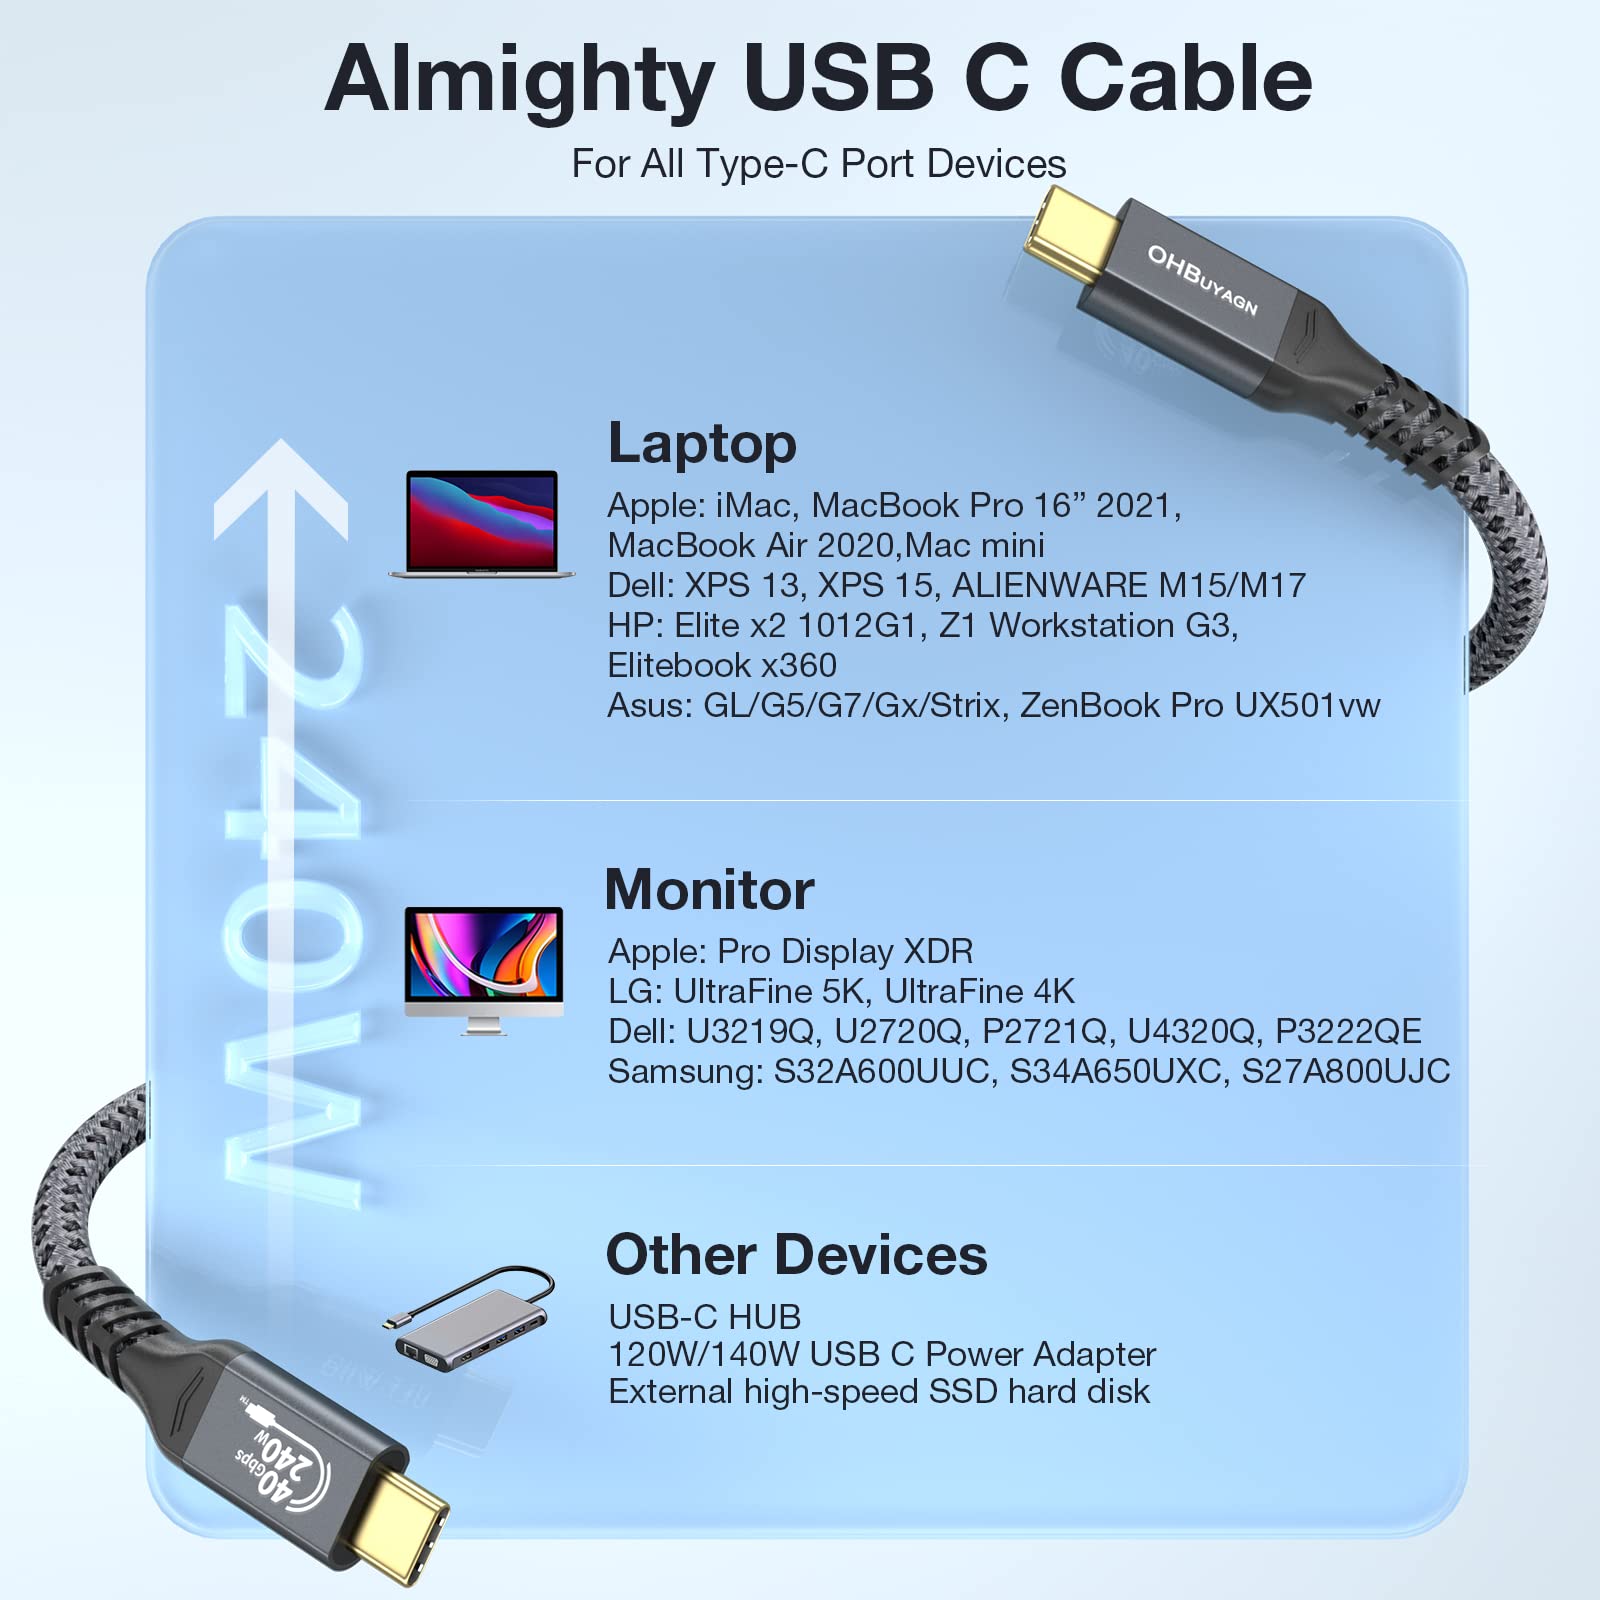 Almighty USB C Cable
For All Type-C Port Devices
OHBUYAGN
Laptop
Apple: iMac, MacBook Pro 16” 2021,
MacBook Air 2020,Mac mini
Dell: XPS 13, XPS 15, ALIENWARE M15/M17
HP: Elite x2 1012G1, Z1 Workstation G3,
Elitebook x360
Asus: GL/G5/G7/Gx/Strix, ZenBook Pro UX501vw
240W
Monitor
Apple: Pro Display XDR
LG: UltraFine 5K, UltraFine 4K
Dell: U3219Q, U2720Q, P2721Q, U4320Q, P3222QE
Samsung: S32A600UUC, S34A650UXC, S27A800UJC
Other Devices
USB-C HUB
120W/140W USB C Power Adapter
External high-speed SSD hard disk
40Gbps
240W
TM